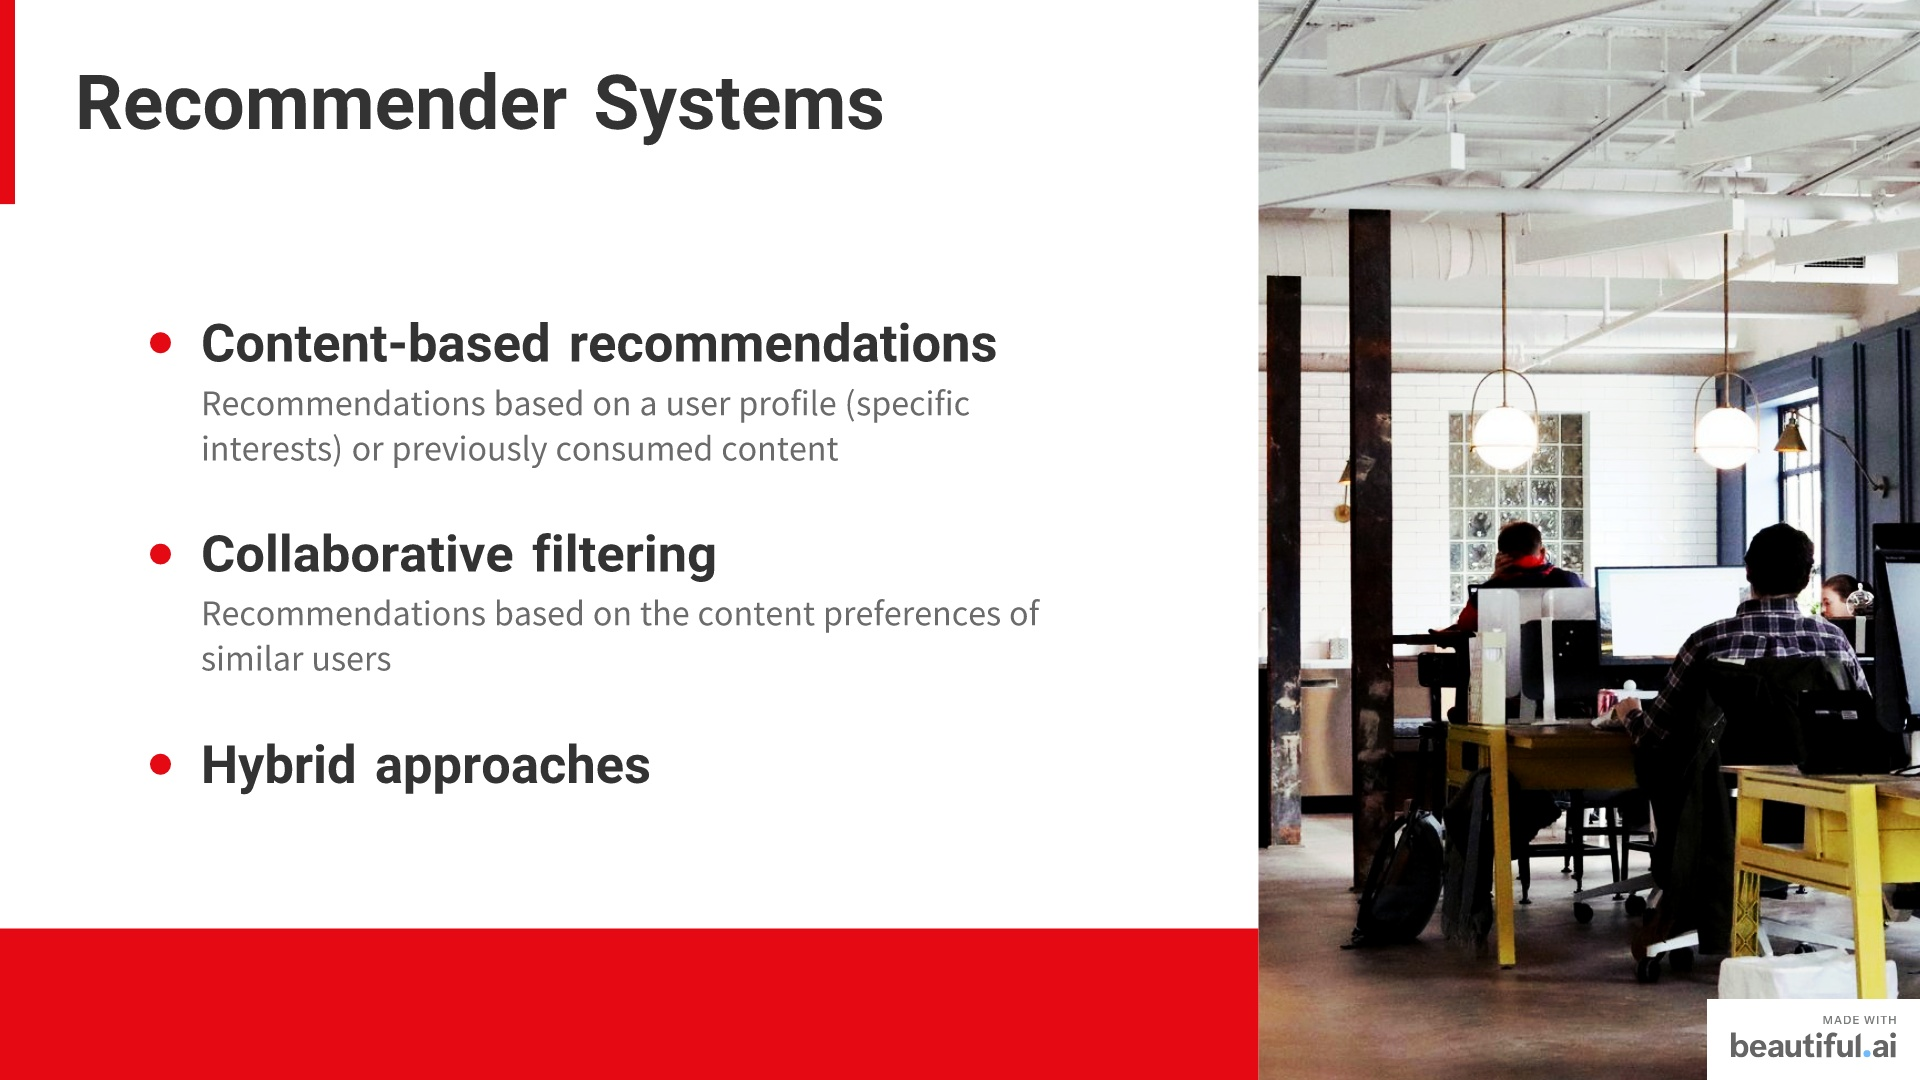 Recommender Systems
Content-based recommendations
Recommendations based on a user profile (specific
interests) or previously consumed content
Collaborative filtering
Recommendations based on the content preferences of
similar users
Hybrid approaches
MADE WITH
beautiful.ai